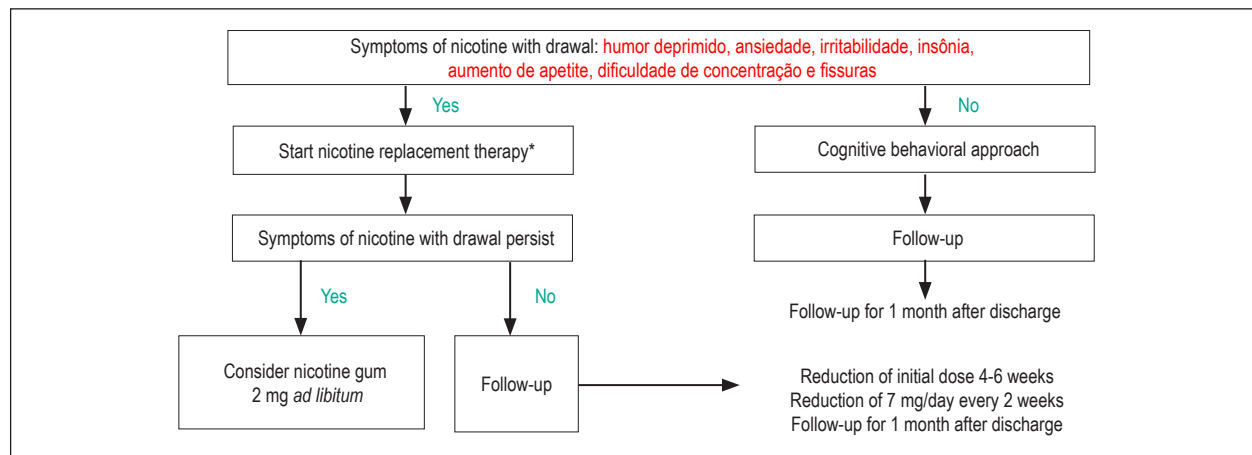 Symptoms of nicotine with drawal: humor deprimido, ansiedade, irritabilidade, insônia,
aumento de apetite, dificuldade de concentração e fissuras
Yes
No
Start nicotine replacement therapy*
Cognitive behavioral approach
Symptoms of nicotine with drawal persist
Follow-up
Yes
No
Follow-up for 1 month after discharge
Consider nicotine gum
2 mg ad libitum
Follow-up
Reduction of initial dose 4-6 weeks
Reduction of 7 mg/day every 2 weeks
Follow-up for 1 month after discharge